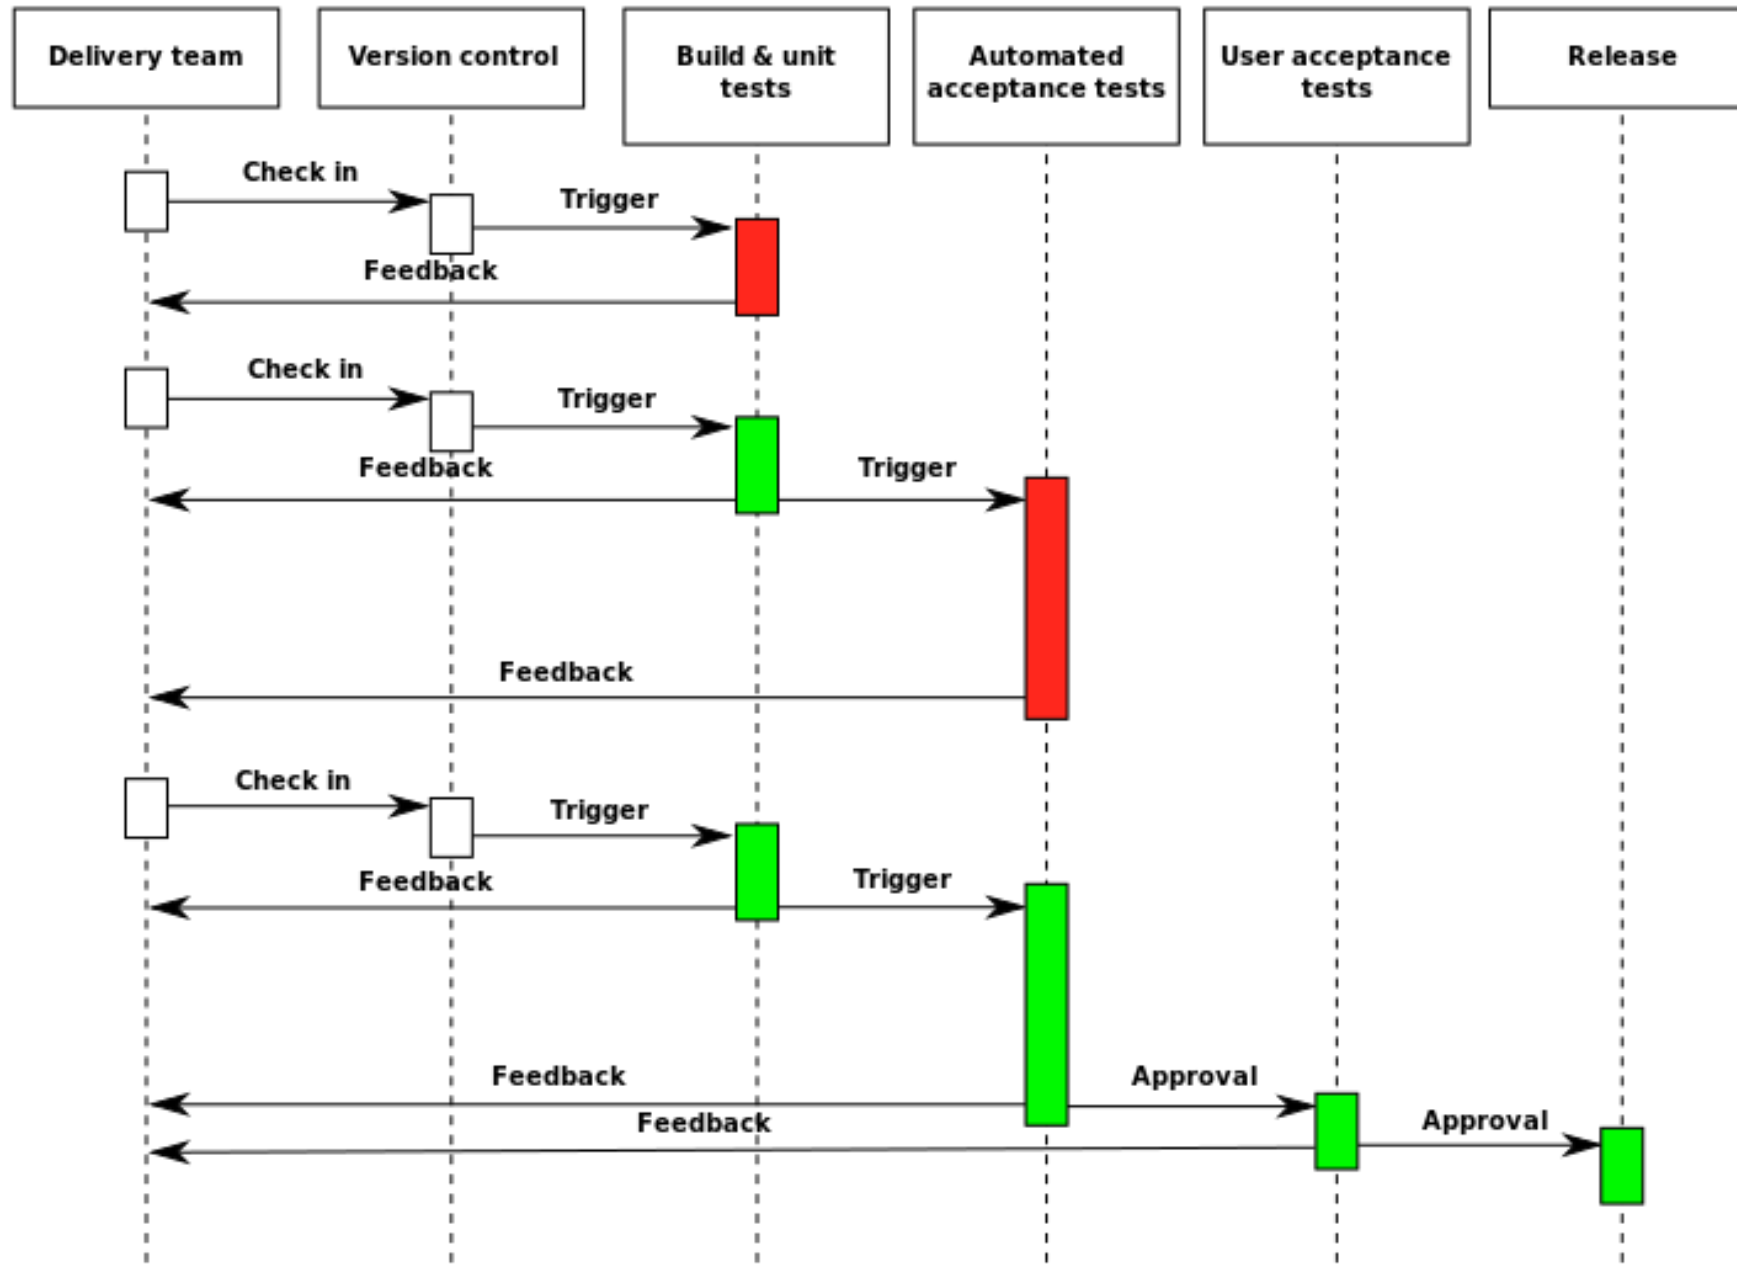 Delivery team
Version control
Build & unit
tests
Automated
acceptance tests
User acceptance
tests
Release
Check in
Trigger
Feedback
Check in
Trigger
Feedback
Trigger
Feedback
Check in
Trigger
Feedback
Trigger
Feedback
Approval
Feedback
Approval